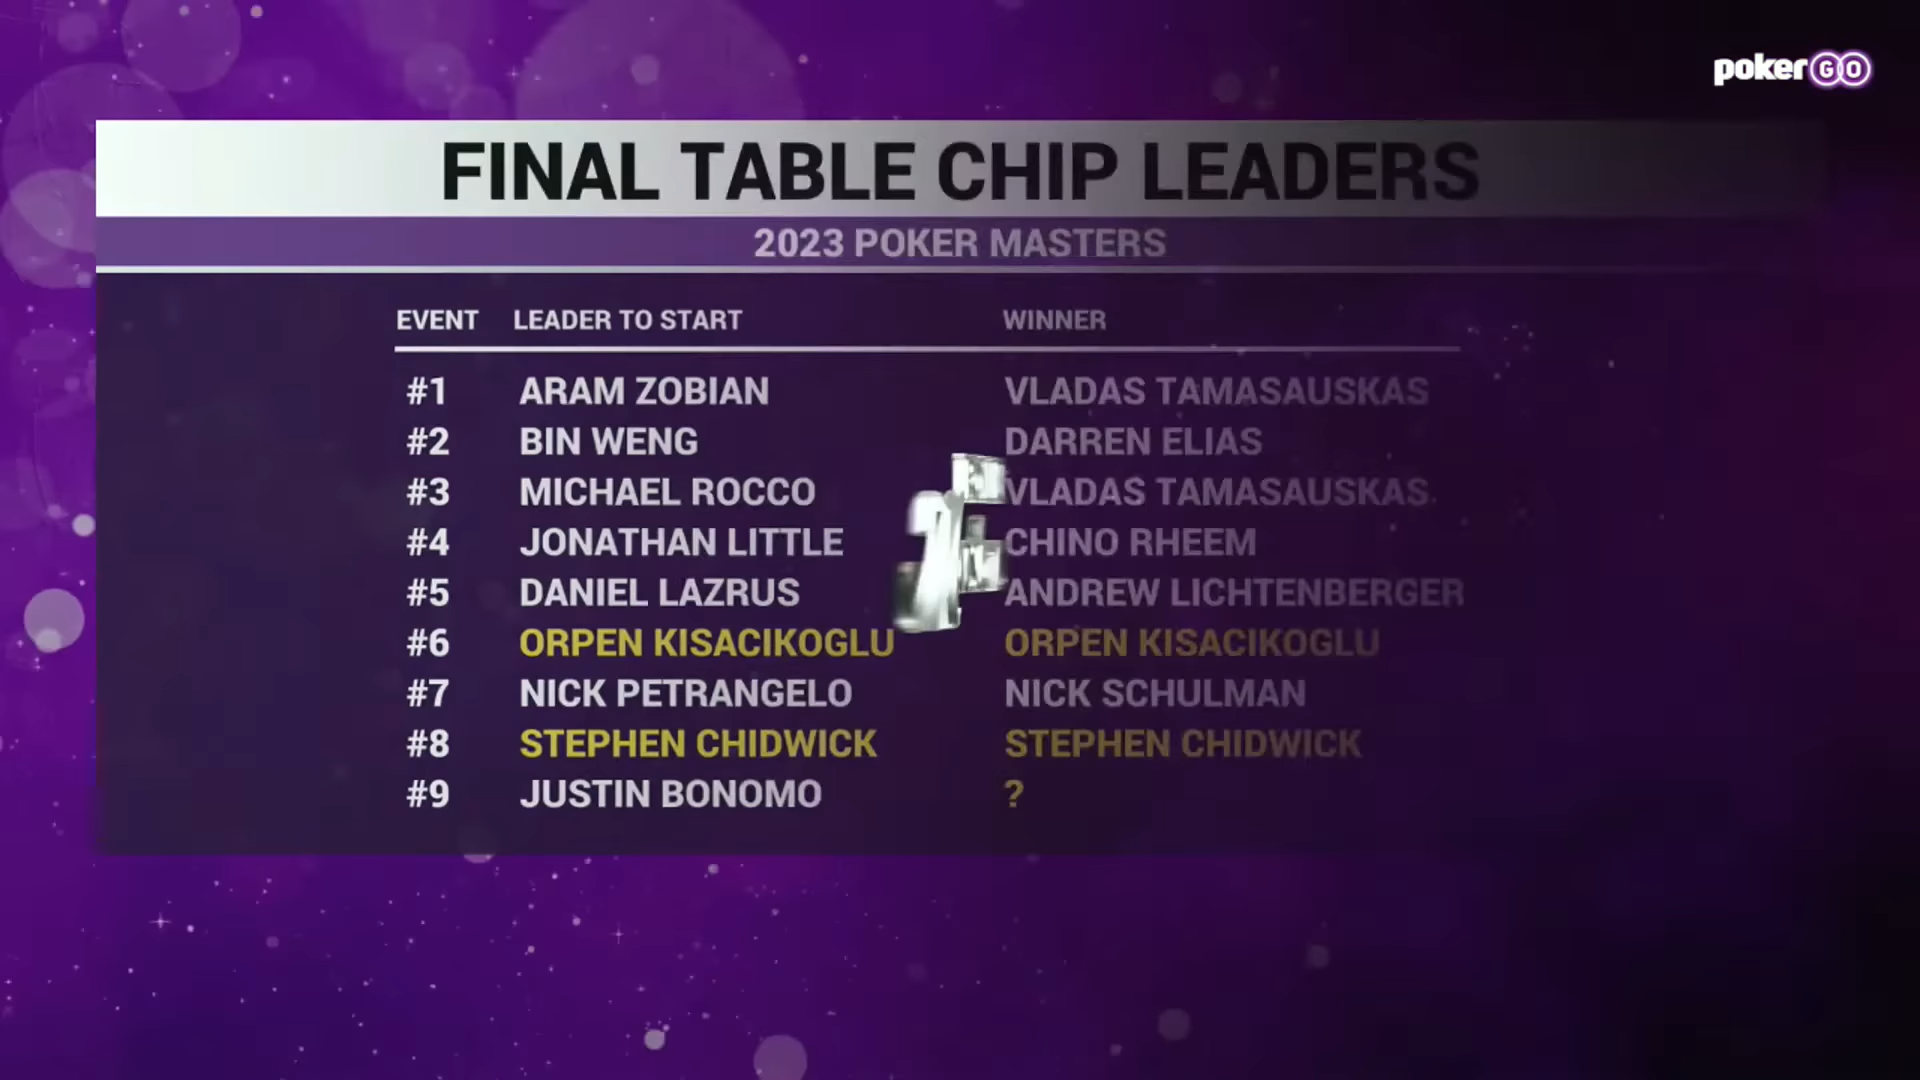 pokerGO
FINAL TABLE CHIP LEADERS
2023 POKER MASTERS
EVENT LEADER TO START WINNER
#1 ARAM ZOBIAN VLADAS TAMASAUSKAS
#2 BIN WENG DARREN ELIAS
#3 MICHAEL ROCCO VLADAS TAMASAUSKAS
#4 JONATHAN LITTLE CHINO RHEEM
#5 DANIEL LAZRUS ANDREW LICHTENBERGER
#6 ORPEN KISACIKOGLU ORPEN KISACIKOGLU
#7 NICK PETRANGELO NICK SCHULMAN
#8 STEPHEN CHIDWICK STEPHEN CHIDWICK
#9 JUSTIN BONOMO ?